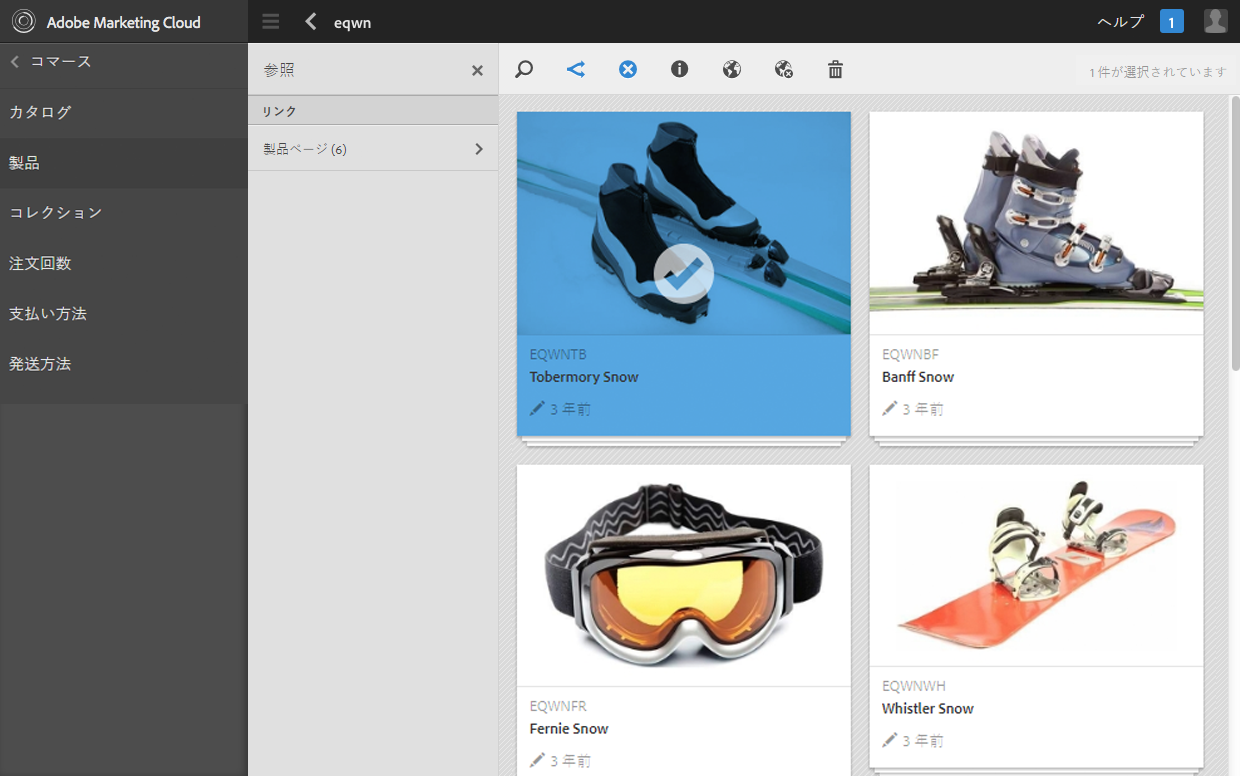 Adobe Marketing Cloud
eqwn
ヘルプ
1
コマース
カタログ
製品
コレクション
注文回数
支払い方法
発送方法
参照
リンク
製品ページ (6)
1 件が選択されています
EQWNTB
Tobermory Snow
3 年前
EQWNBF
Banff Snow
3 年前
EQWNFR
Fernie Snow
3 年前
EQWNWH
Whistler Snow
3 年前